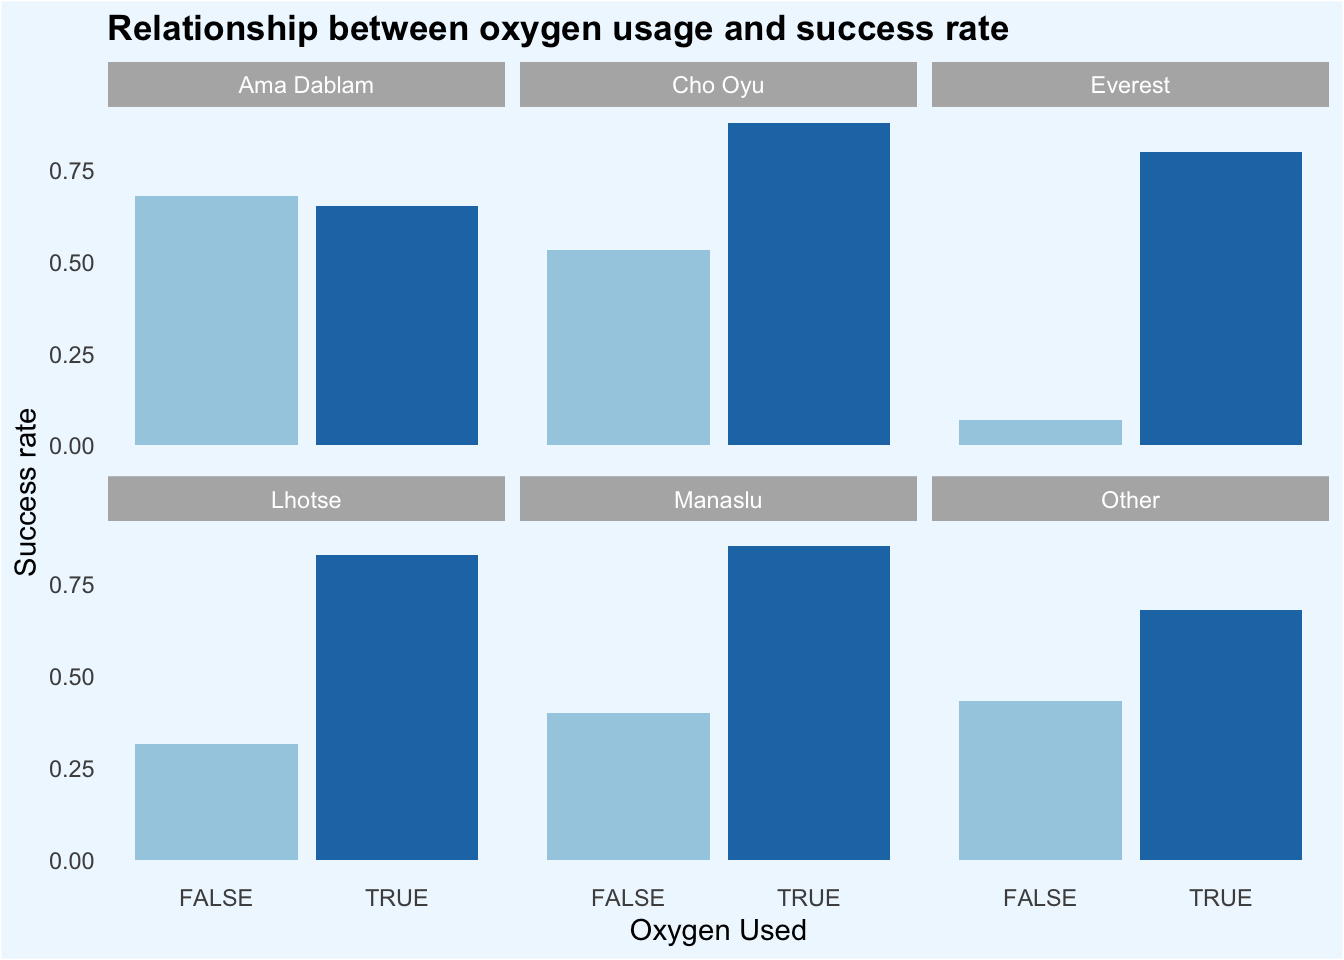 Relationship between oxygen usage and success rate
Ama Dablam
Cho Oyu
Everest
0.75
0.50
0.25
0.00
Success rate
Lhotse
Manaslu
Other
0.75
0.50
0.25
0.00
FALSE
TRUE
FALSE
TRUE
FALSE
TRUE
Oxygen Used